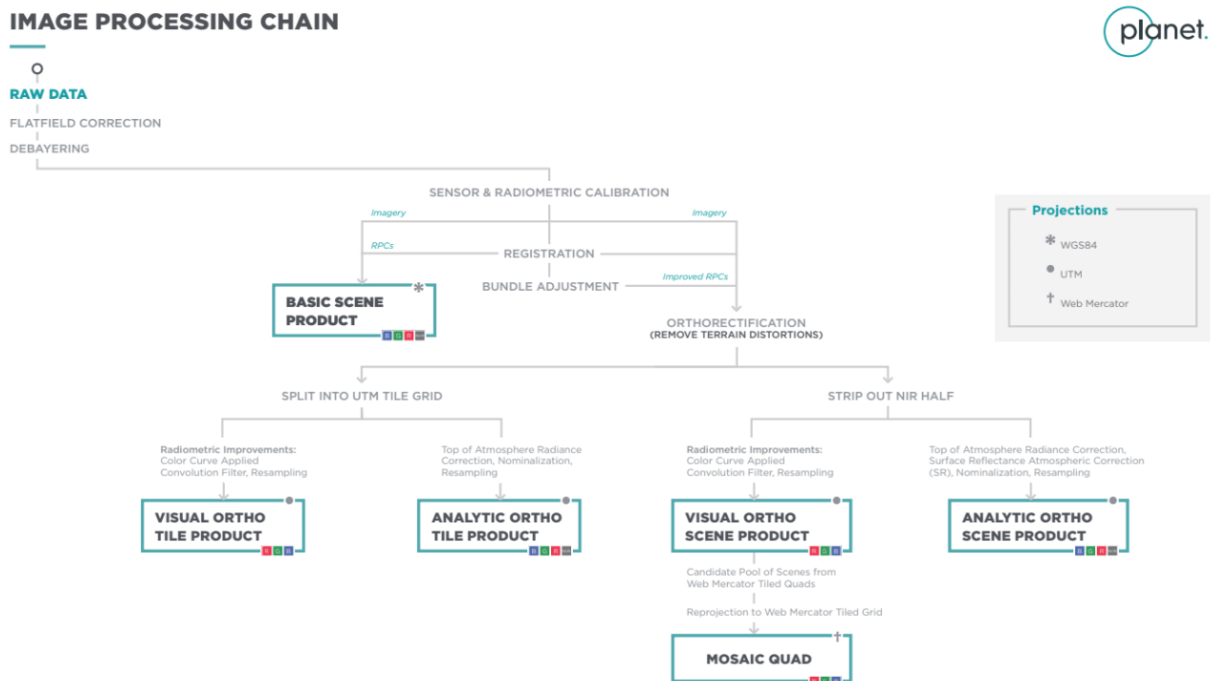 IMAGE PROCESSING CHAIN
planet.
RAW DATA
FLATFIELD CORRECTION
DEBAYERING
SENSOR & RADIOMETRIC CALIBRATION
Imagery
Imagery
RPCs
REGISTRATION
BUNDLE ADJUSTMENT
Improved RPCs
Projections
* WGS84
● UTM
† Web Mercator
*
BASIC SCENE
PRODUCT
B G R
ORTHORECTIFICATION
(REMOVE TERRAIN DISTORTIONS)
SPLIT INTO UTM TILE GRID
STRIP OUT NIR HALF
Radiometric Improvements:
Color Curve Applied
Convolution Filter, Resampling
Top of Atmosphere Radiance
Correction, Nominalization,
Resampling
Radiometric Improvements:
Color Curve Applied
Convolution Filter, Resampling
Top of Atmosphere Radiance Correction,
Surface Reflectance Atmospheric Correction
(SR), Nominalization, Resampling
VISUAL ORTHO
TILE PRODUCT
R G B
ANALYTIC ORTHO
TILE PRODUCT
B G R
VISUAL ORTHO
SCENE PRODUCT
R G B
ANALYTIC ORTHO
SCENE PRODUCT
B G R
Candidate Pool of Scenes from
Web Mercator Tiled Quads
Reprojection to Web Mercator Tiled Grid
†
MOSAIC QUAD